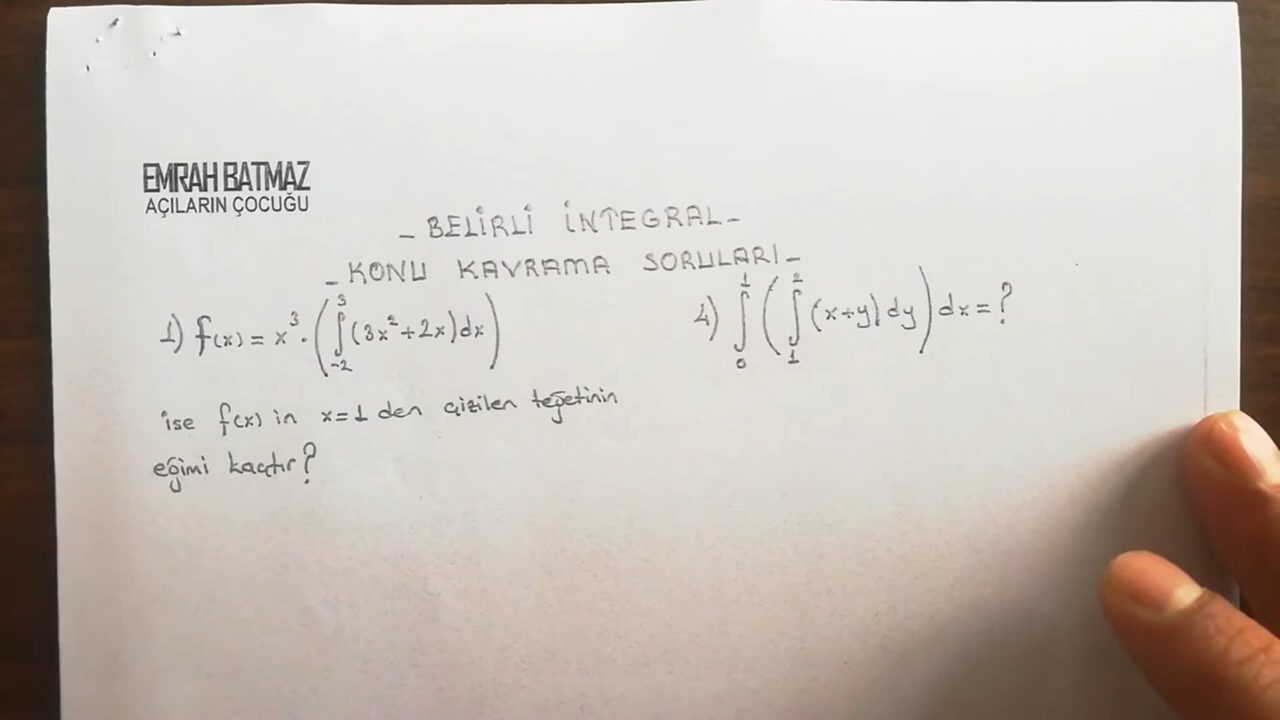 EMRAH BATMAZ
AÇILARIN ÇOCUĞU
- BELİRLİ İNTEGRAL -
- KONU KAVRAMA SORULARI -
1) f(x) = x³ · (∫₋₂³ (3x² + 2x) dx)
ise f(x) in x=1 den çizilen teğetinin
eğimi kaçtır?
4) ∫₀¹ (∫₁² (x+y) dy) dx = ?